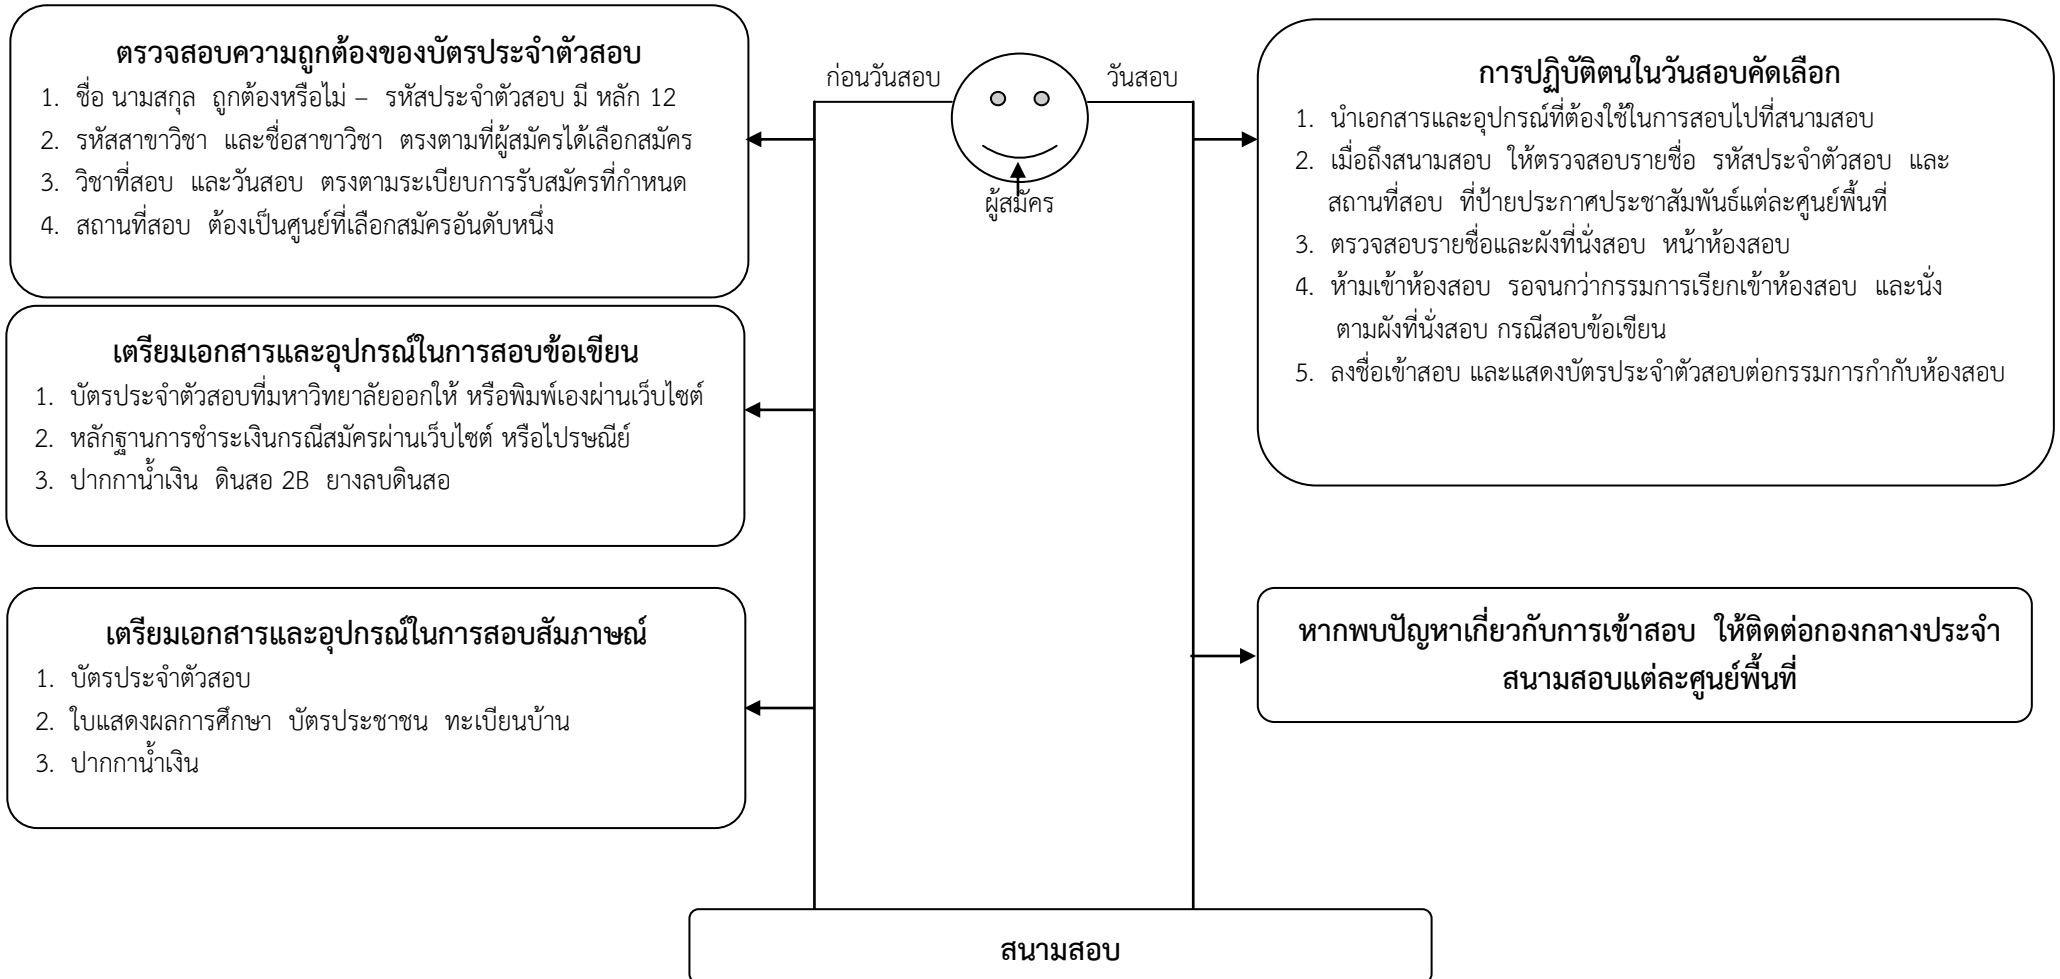 ตรวจสอบความถูกต้องของบัตรประจำตัวสอบ
1. ชื่อ นามสกุล ถูกต้องหรือไม่ – รหัสประจำตัวสอบ มี หลัก 12
2. รหัสสาขาวิชา และชื่อสาขาวิชา ตรงตามที่ผู้สมัครได้เลือกสมัคร
3. วิชาที่สอบ และวันสอบ ตรงตามระเบียบการรับสมัครที่กำหนด
4. สถานที่สอบ ต้องเป็นศูนย์ที่เลือกสมัครอันดับหนึ่ง
เตรียมเอกสารและอุปกรณ์ในการสอบข้อเขียน
1. บัตรประจำตัวสอบที่มหาวิทยาลัยออกให้ หรือพิมพ์เองผ่านเว็บไซต์
2. หลักฐานการชำระเงินกรณีสมัครผ่านเว็บไซต์ หรือไปรษณีย์
3. ปากกาน้ำเงิน ดินสอ 2B ยางลบดินสอ
เตรียมเอกสารและอุปกรณ์ในการสอบสัมภาษณ์
1. บัตรประจำตัวสอบ
2. ใบแสดงผลการศึกษา บัตรประชาชน ทะเบียนบ้าน
3. ปากกาน้ำเงิน
ก่อนวันสอบ
วันสอบ
ผู้สมัคร
การปฏิบัติตนในวันสอบคัดเลือก
1. นำเอกสารและอุปกรณ์ที่ต้องใช้ในการสอบไปที่สนามสอบ
2. เมื่อถึงสนามสอบ ให้ตรวจสอบรายชื่อ รหัสประจำตัวสอบ และ
สถานที่สอบ ที่ป้ายประกาศประชาสัมพันธ์แต่ละศูนย์พื้นที่
3. ตรวจสอบรายชื่อและผังที่นั่งสอบ หน้าห้องสอบ
4. ห้ามเข้าห้องสอบ รอจนกว่ากรรมการเรียกเข้าห้องสอบ และนั่ง
ตามผังที่นั่งสอบ กรณีสอบข้อเขียน
5. ลงชื่อเข้าสอบ และแสดงบัตรประจำตัวสอบต่อกรรมการกำกับห้องสอบ
หากพบปัญหาเกี่ยวกับการเข้าสอบ ให้ติดต่อกองกลางประจำ
สนามสอบแต่ละศูนย์พื้นที่
สนามสอบ